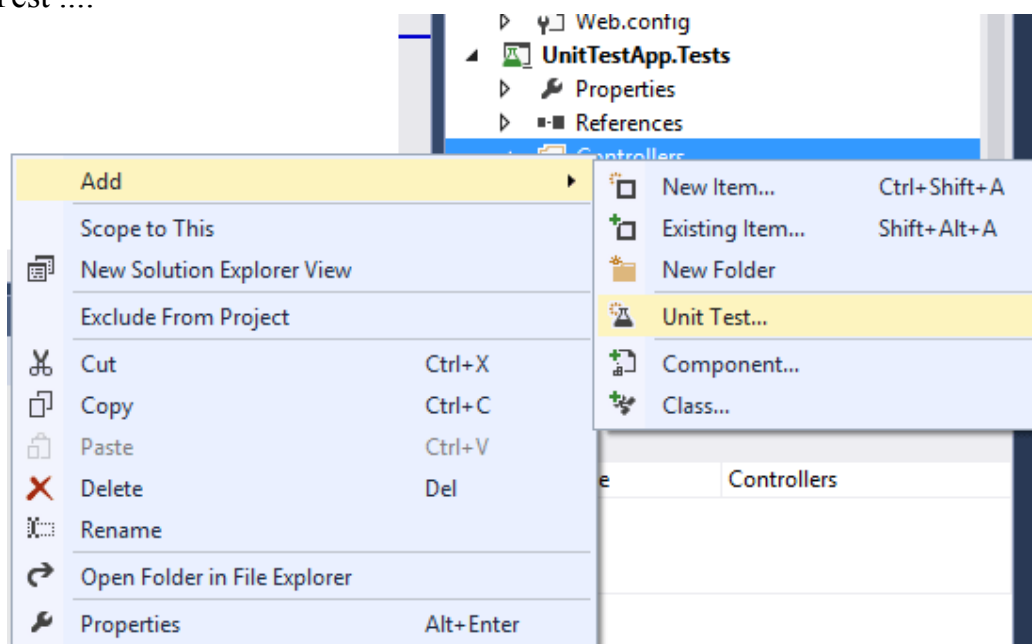 Test ....
Web.config
UnitTestApp.Tests
Properties
References
Controllers
Add
Scope to This
New Solution Explorer View
Exclude From Project
Cut Ctrl+X
Copy Ctrl+C
Paste Ctrl+V
Delete Del
Rename
Open Folder in File Explorer
Properties Alt+Enter
New Item... Ctrl+Shift+A
Existing Item... Shift+Alt+A
New Folder
Unit Test...
Component...
Class...
e Controllers